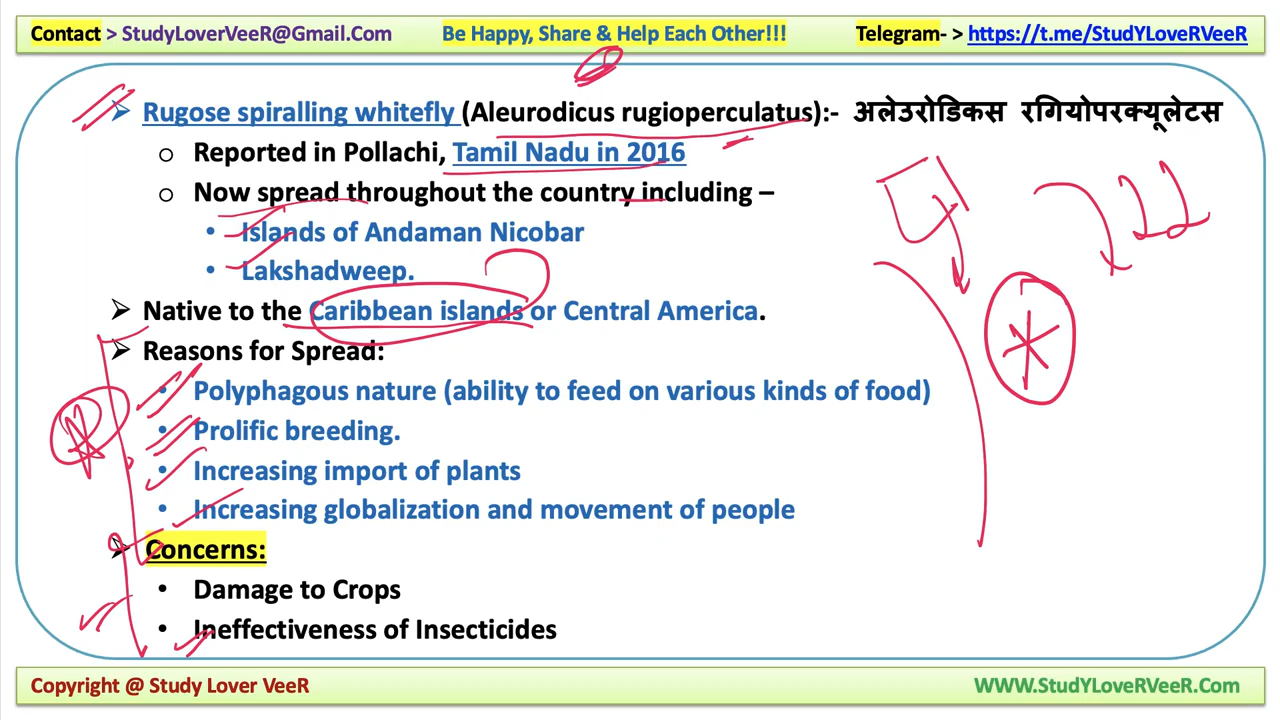 Contact > StudyLoverVeeR@Gmail.Com Be Happy, Share & Help Each Other!!! Telegram- > https://t.me/StudYLoveRVeeR
➢ Rugose spiralling whitefly (Aleurodicus rugioperculatus):- अलेउरोडिकस रगियोपरक्यूलेटस
o Reported in Pollachi, Tamil Nadu in 2016
o Now spread throughout the country including –
• Islands of Andaman Nicobar
• Lakshadweep.
➢ Native to the Caribbean islands or Central America.
➢ Reasons for Spread:
• Polyphagous nature (ability to feed on various kinds of food)
• Prolific breeding.
• Increasing import of plants
• Increasing globalization and movement of people
➢ Concerns:
• Damage to Crops
• Ineffectiveness of Insecticides
Copyright @ Study Lover VeeR WWW.StudYLoveRVeeR.Com